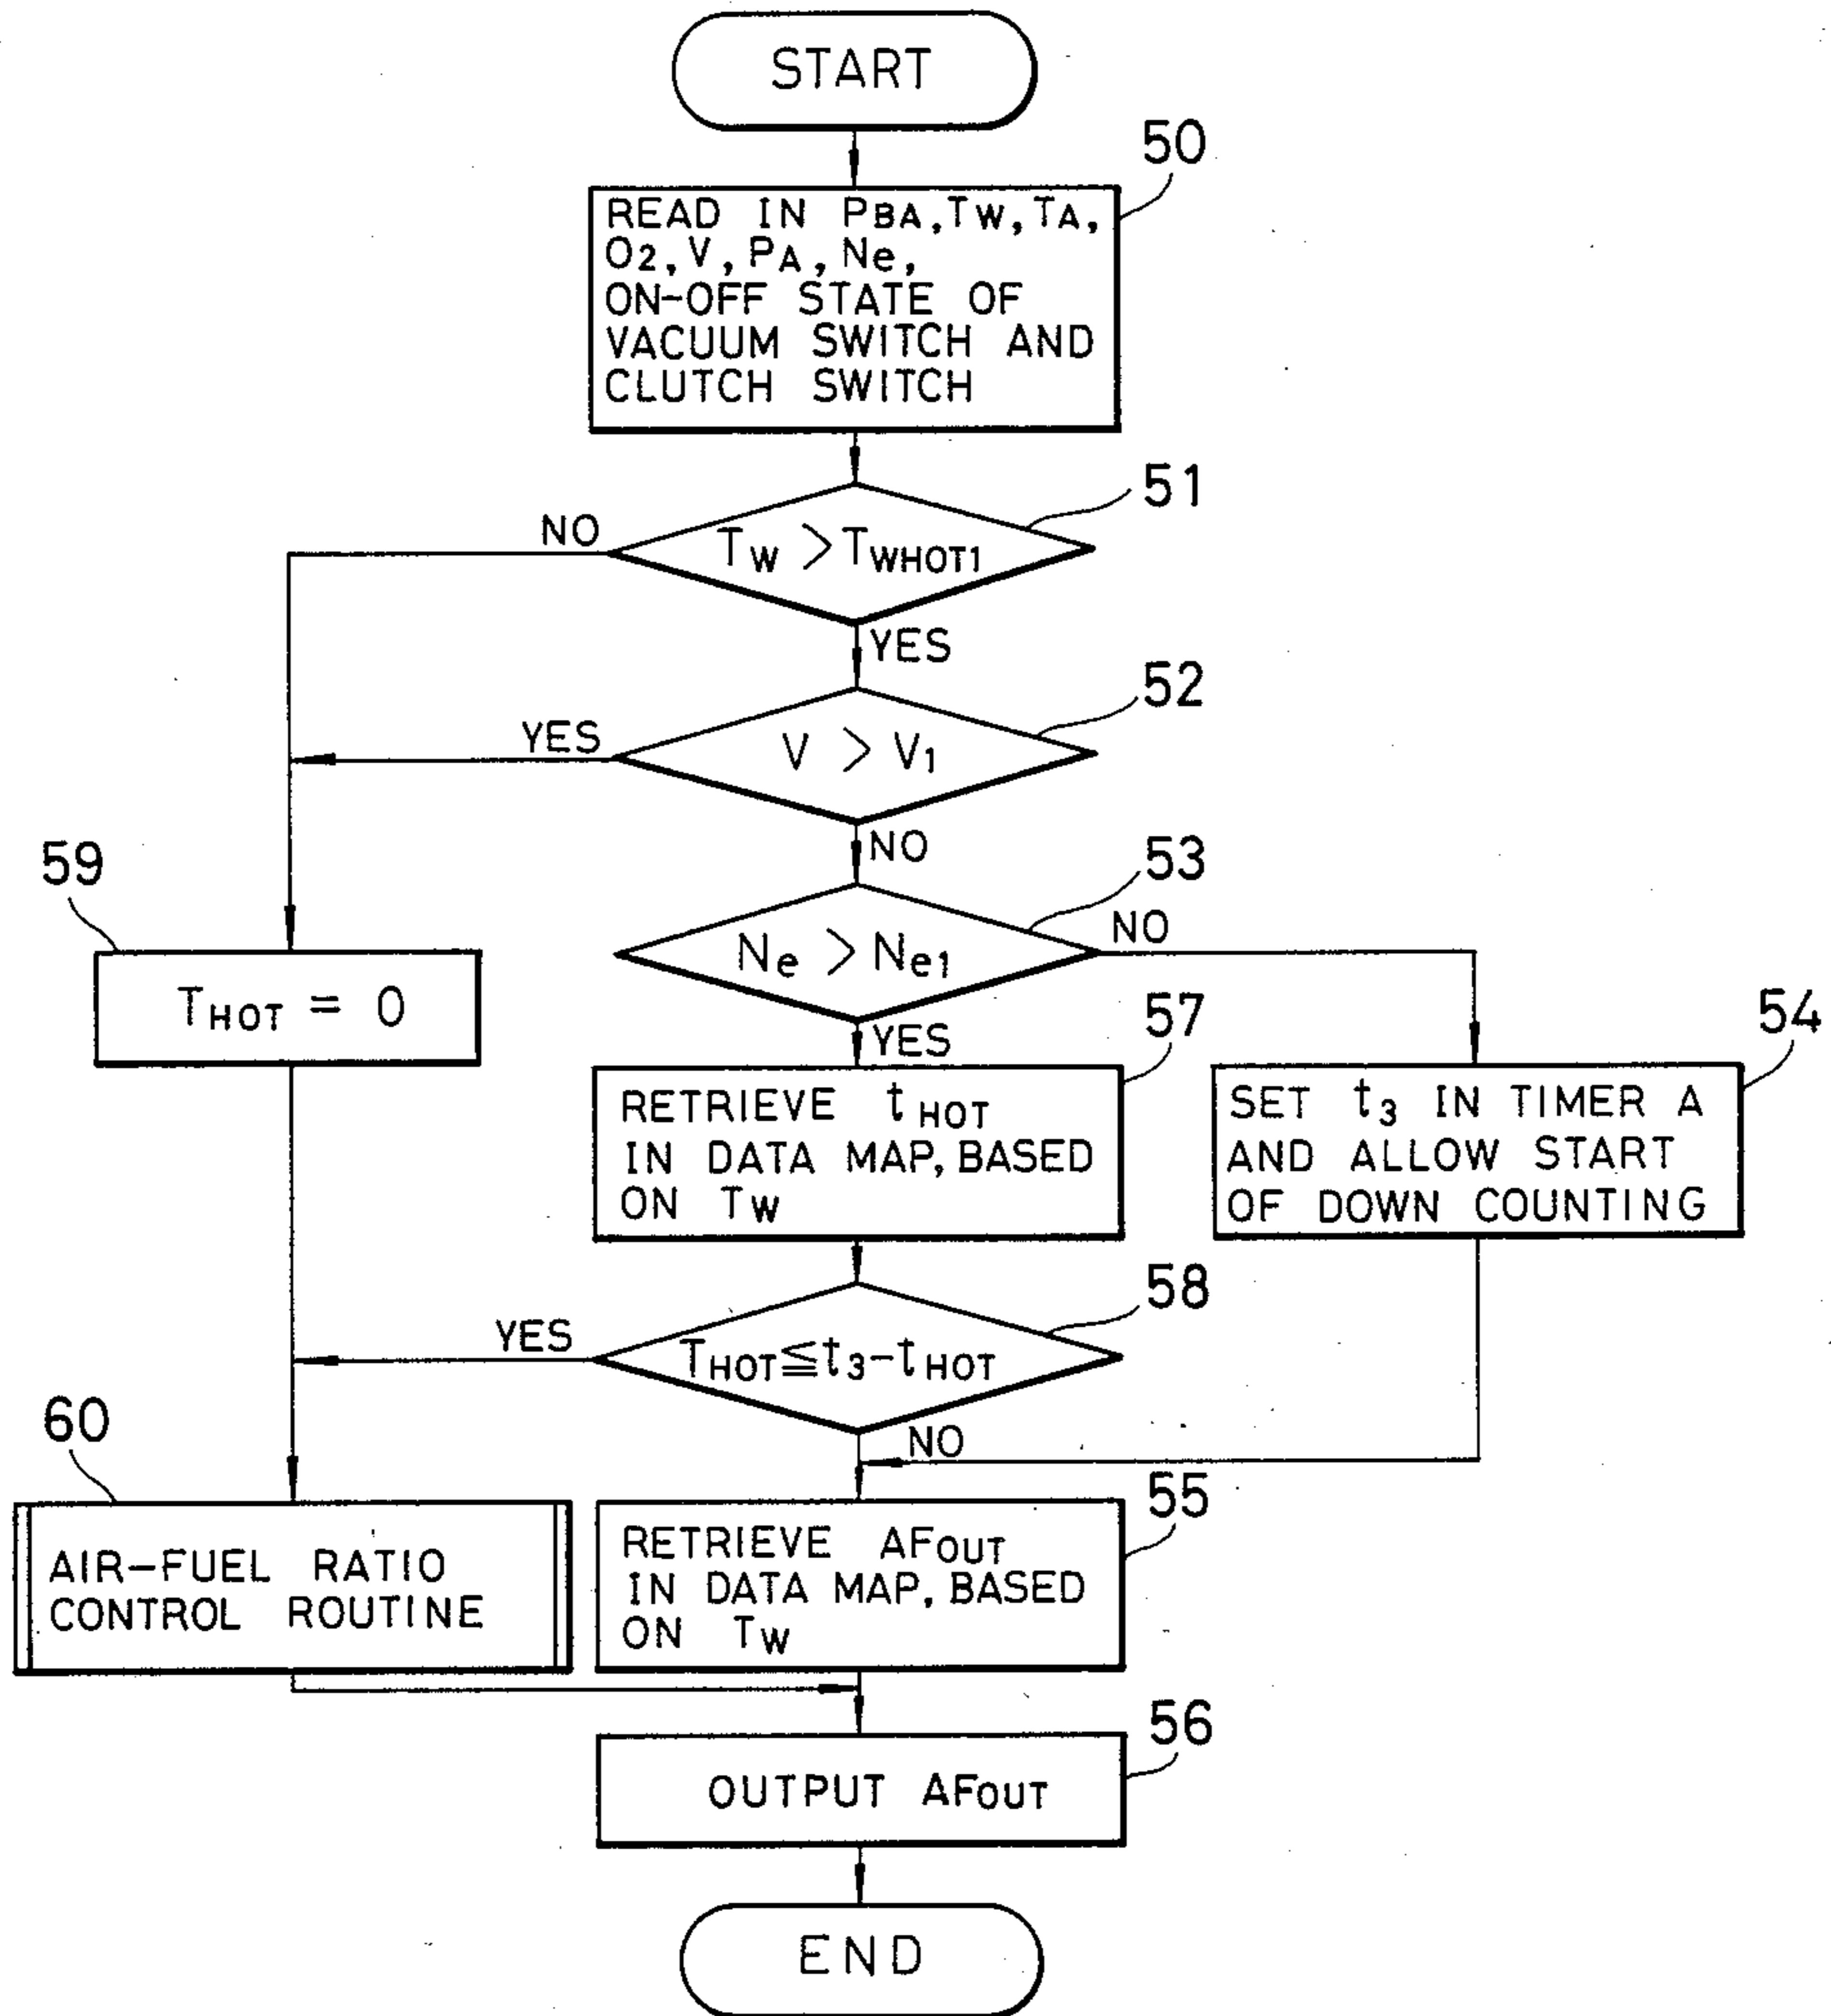 START
50
READ IN PBA, TW, TA,
O2, V, PA, Ne,
ON-OFF STATE OF
VACUUM SWITCH AND
CLUTCH SWITCH
51
NO
TW > TWHOT1
YES
52
YES
V > V1
NO
53
Ne > Ne1
NO
59
THOT = 0
YES
57
RETRIEVE tHOT
IN DATA MAP, BASED
ON TW
54
SET t3 IN TIMER A
AND ALLOW START
OF DOWN COUNTING
58
YES
THOT ≦ t3 - tHOT
NO
60
AIR-FUEL RATIO
CONTROL ROUTINE
55
RETRIEVE AFOUT
IN DATA MAP, BASED
ON TW
56
OUTPUT AFOUT
END